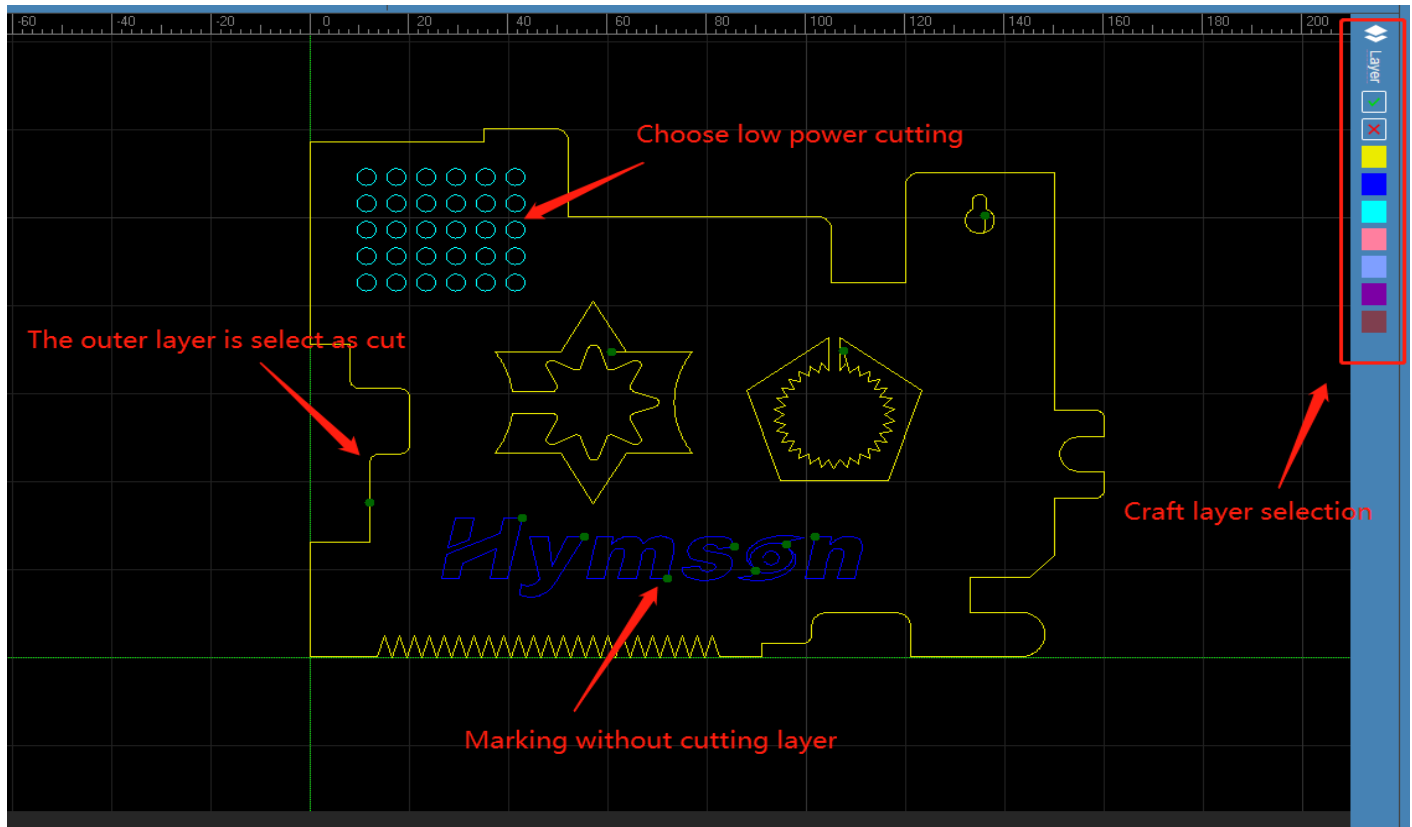 -60 -40 -20 0 20 40 60 80 100 120 140 160 180 200
Layer
Choose low power cutting
The outer layer is select as cut
Craft layer selection
Hymson
Marking without cutting layer